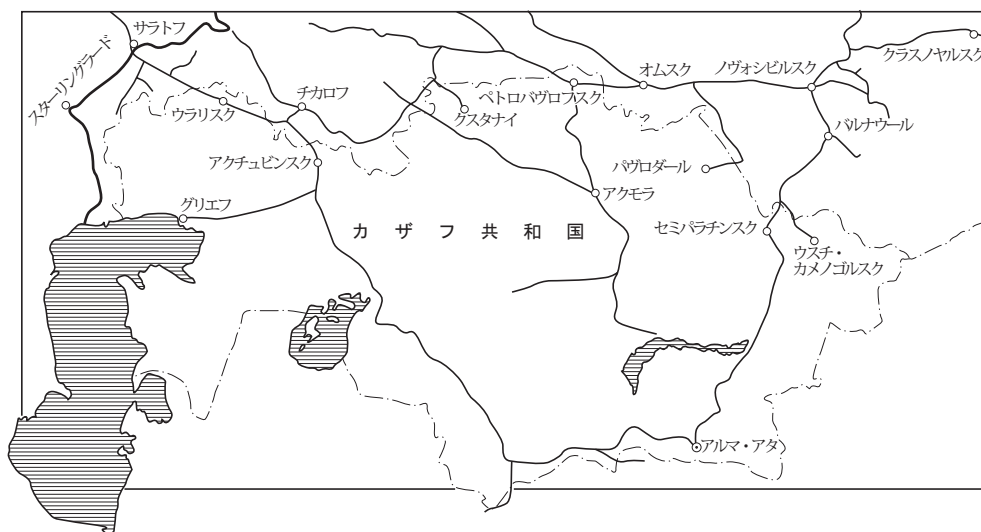 サラトフ
クラスノヤルスク
スターリングラード
オムスク
ノヴォシビルスク
チカロフ
ペトロパヴロフスク
ウラリスク
クスタナイ
バルナウール
アクチュビンスク
パヴロダール
アクモラ
グリエフ
カザフ共和国
セミパラチンスク
ウスチ・
カメノゴルスク
アルマ・アタ